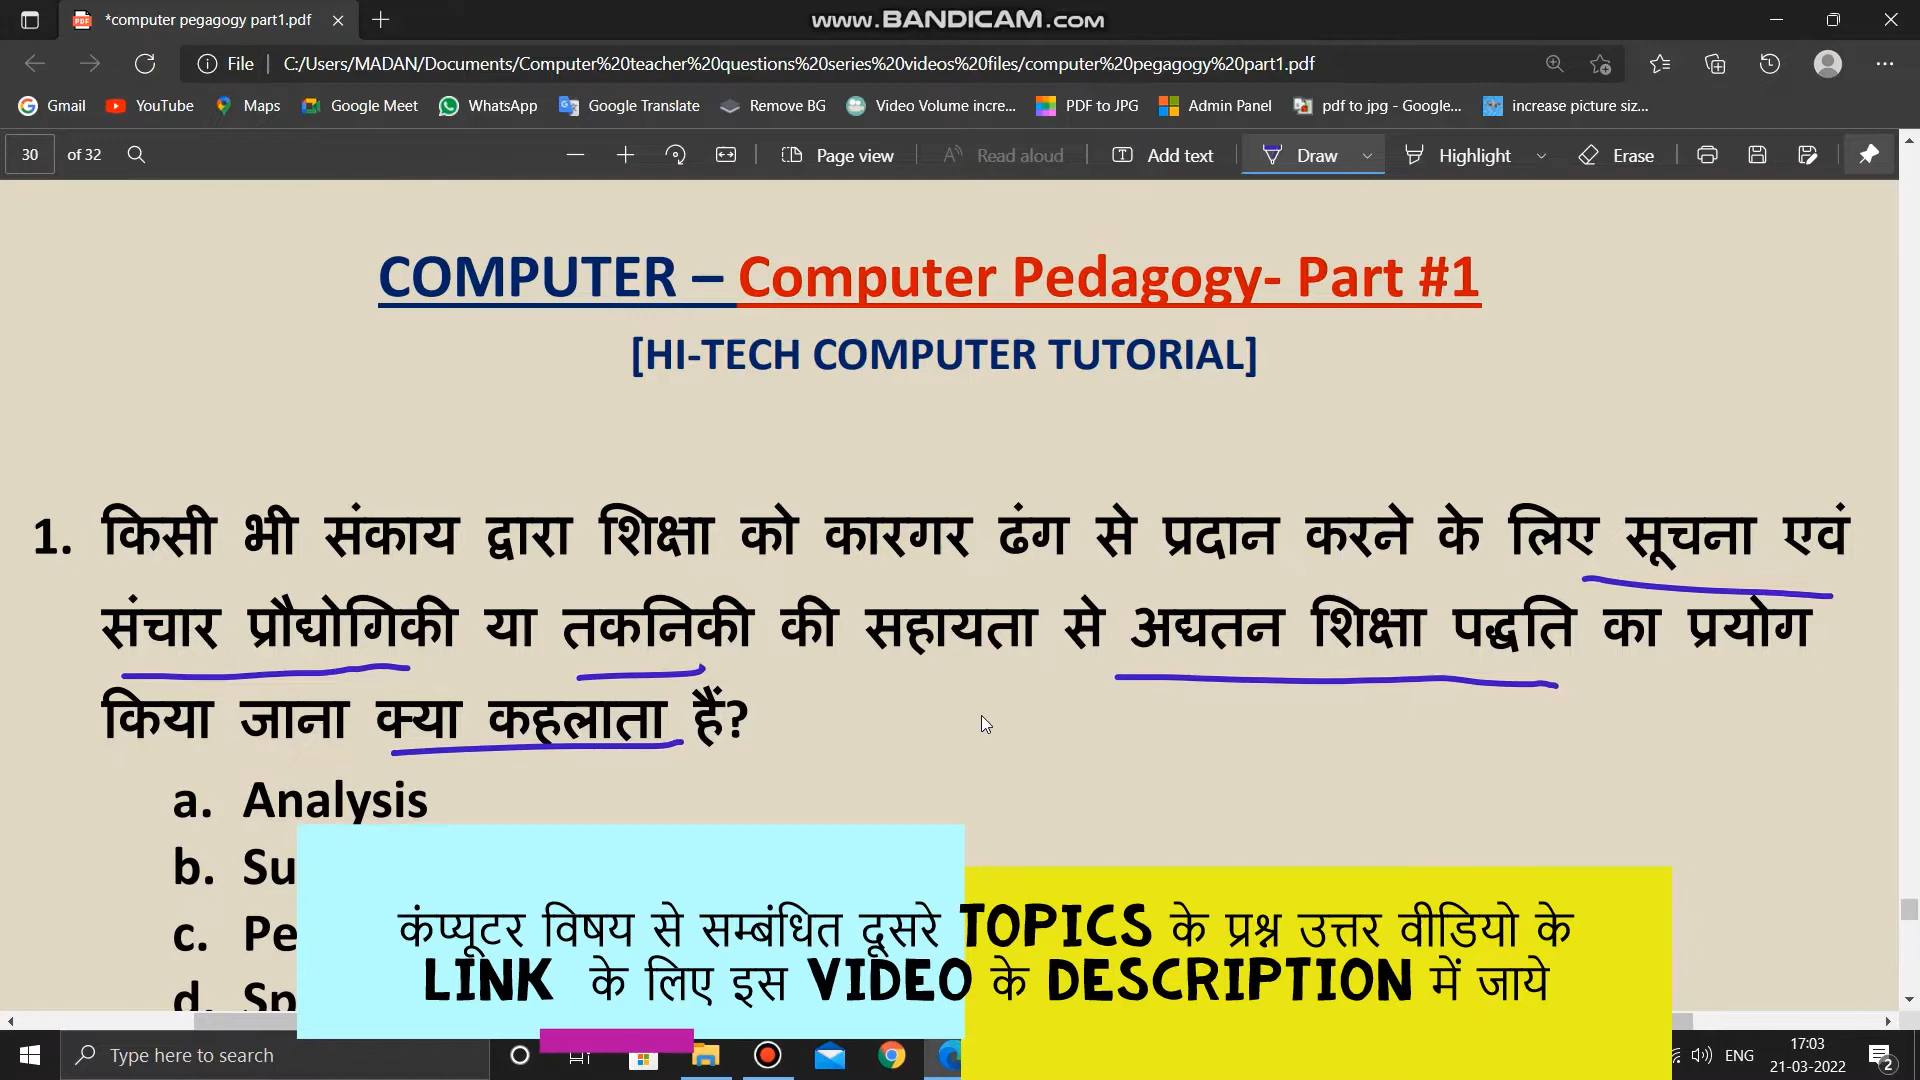 *computer pegagogy part1.pdf
www.BANDICAM.com
File C:/Users/MADAN/Documents/Computer%20teacher%20questions%20series%20videos%20files/computer%20pegagogy%20part1.pdf
Gmail YouTube Maps Google Meet WhatsApp Google Translate Remove BG Video Volume incre... PDF to JPG Admin Panel pdf to jpg - Google... increase picture siz...
30 of 32 Page view Read aloud Add text Draw Highlight Erase
COMPUTER – Computer Pedagogy- Part #1
[HI-TECH COMPUTER TUTORIAL]
1. किसी भी संकाय द्वारा शिक्षा को कारगर ढंग से प्रदान करने के लिए सूचना एवं
संचार प्रौद्योगिकी या तकनिकी की सहायता से अद्यतन शिक्षा पद्धति का प्रयोग
किया जाना क्या कहलाता हैं?
a. Analysis
b. Su
c. Pe
d. Sp
कंप्यूटर विषय से सम्बंधित दूसरे TOPICS के प्रश्न उत्तर वीडियो के
LINK के लिए इस VIDEO के DESCRIPTION में जाये
Type here to search
ENG
17:03
21-03-2022
2